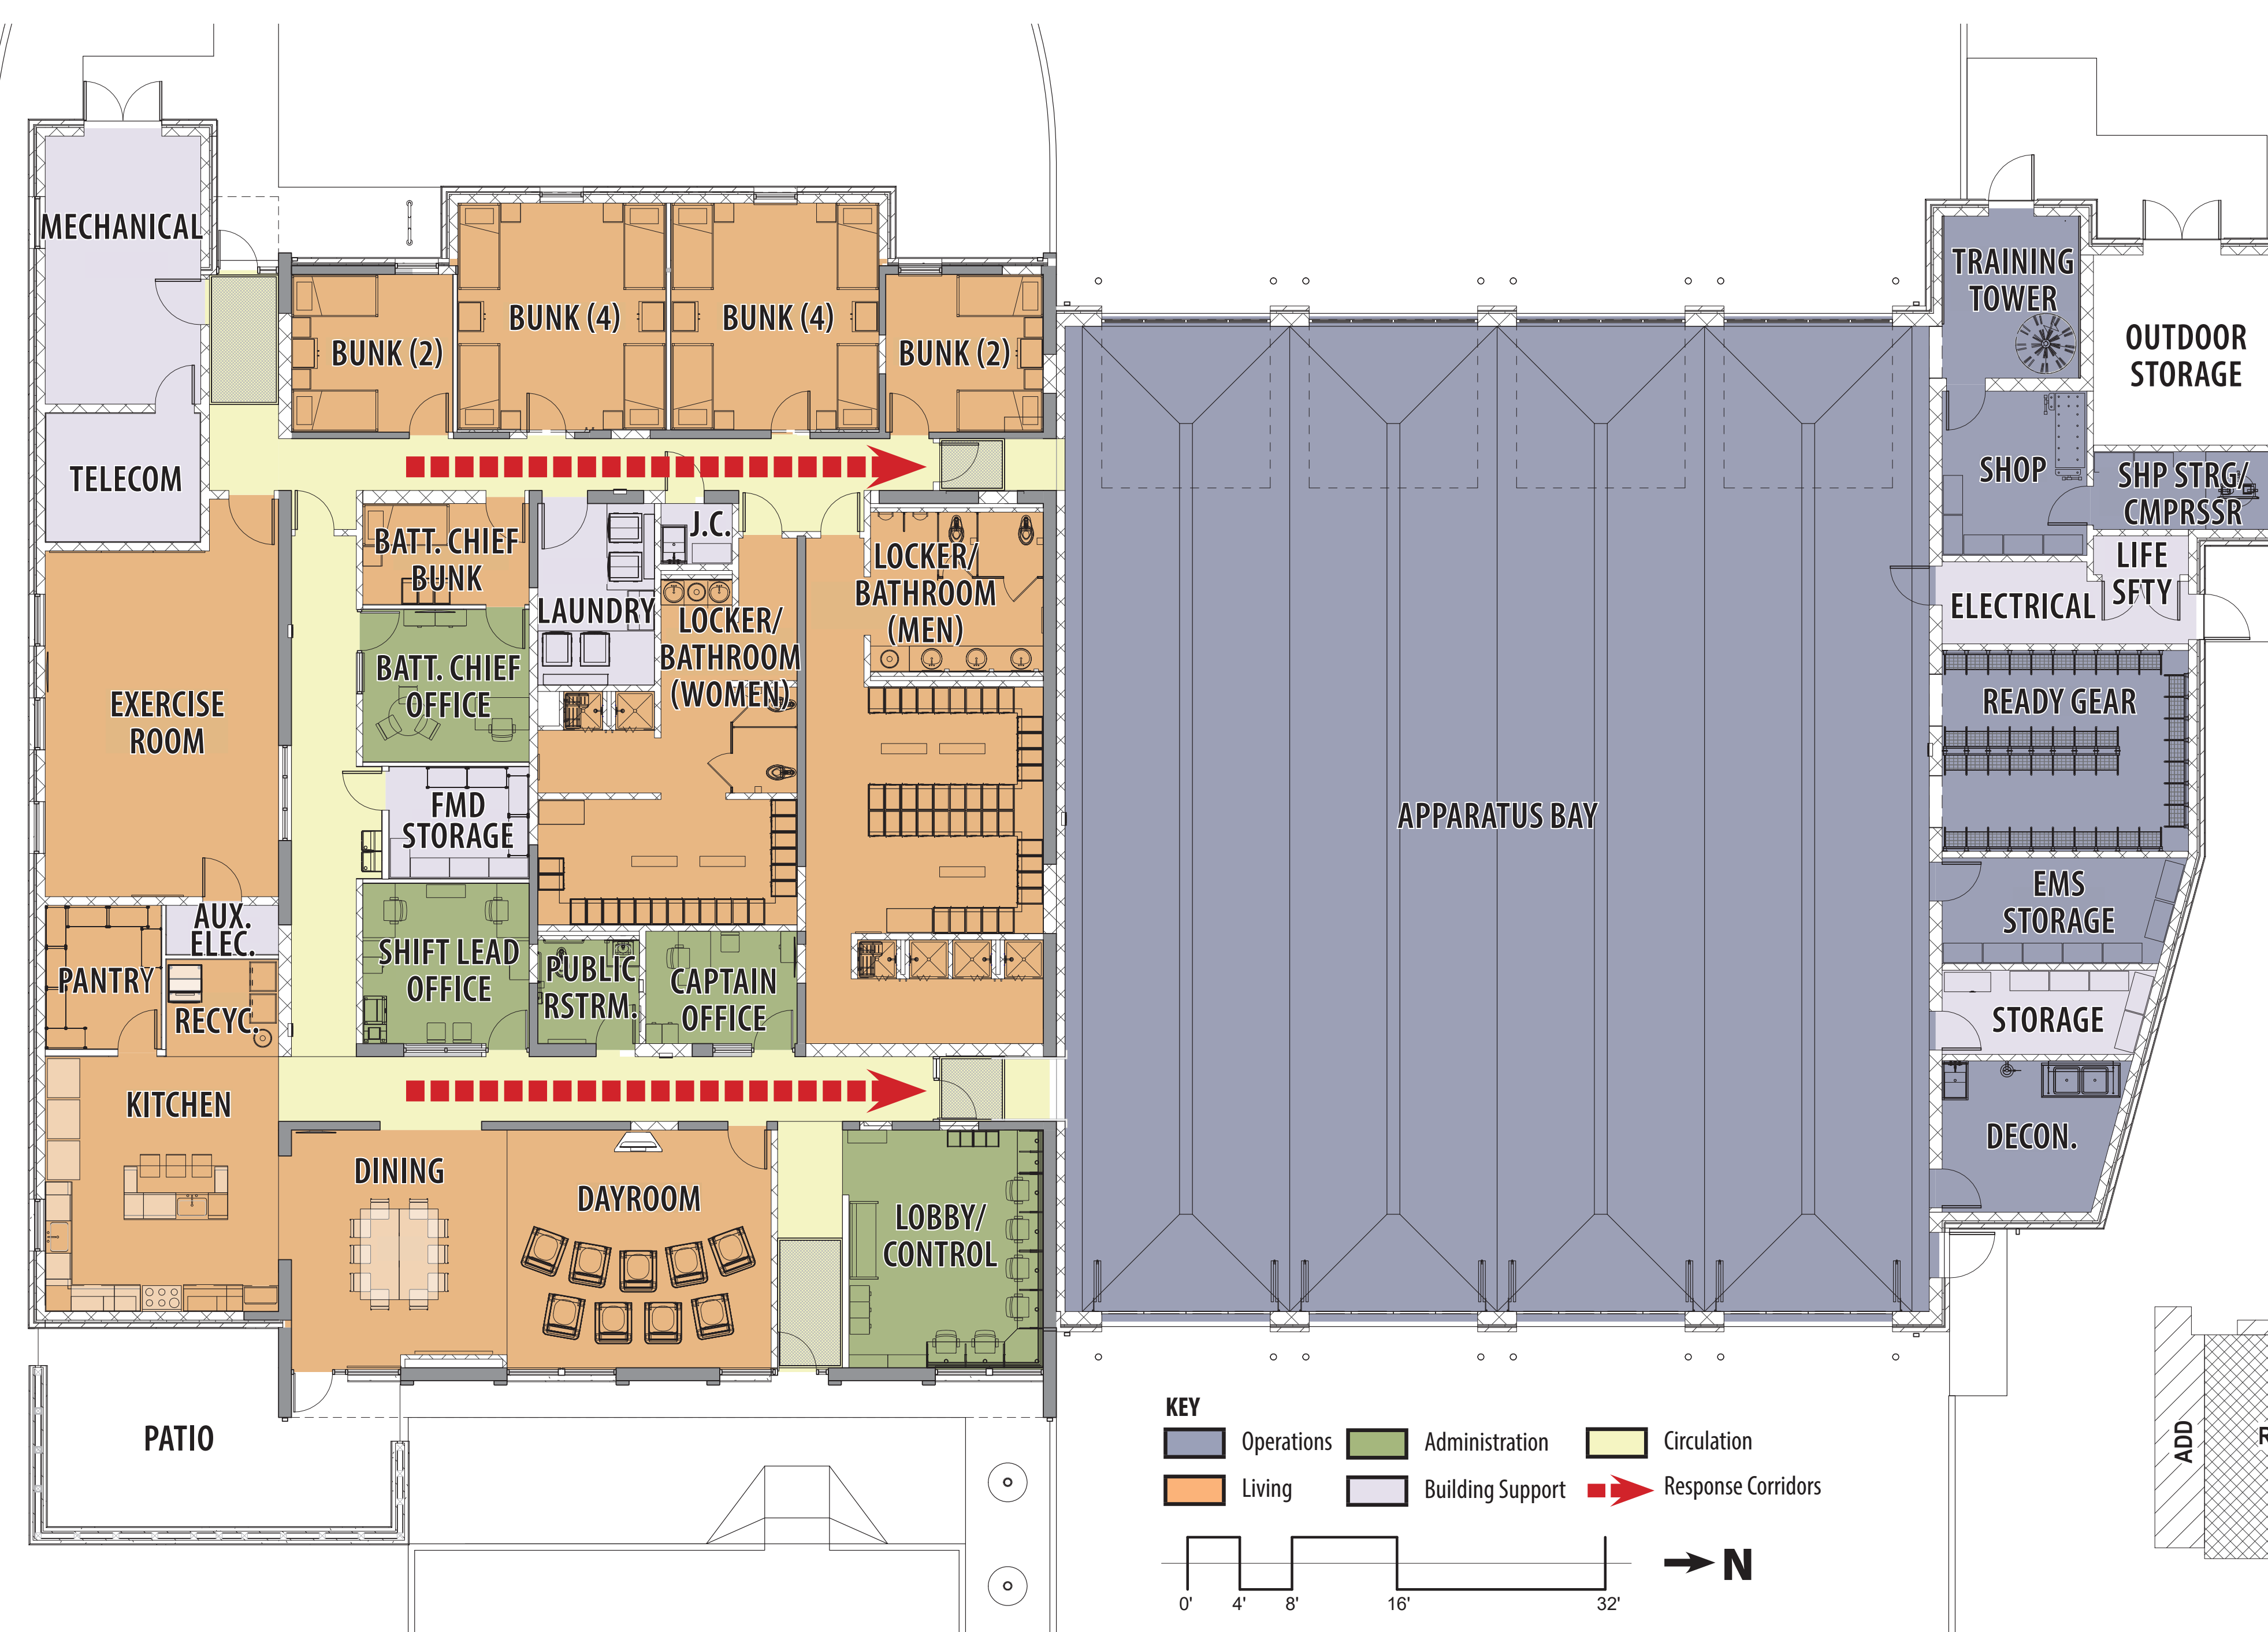 MECHANICAL
TELECOM
BUNK (2)
BUNK (4)
BUNK (4)
BUNK (2)
BATT. CHIEF
BUNK
BATT. CHIEF
OFFICE
LAUNDRY
J.C.
LOCKER/
BATHROOM
(WOMEN)
LOCKER/
BATHROOM
(MEN)
EXERCISE
ROOM
FMD
STORAGE
AUX.
ELEC.
PANTRY
RECYC.
SHIFT LEAD
OFFICE
PUBLIC
RSTRM.
CAPTAIN
OFFICE
KITCHEN
DINING
DAYROOM
LOBBY/
CONTROL
PATIO
APPARATUS BAY
TRAINING
TOWER
OUTDOOR
STORAGE
SHOP
SHP STRG/
CMPRSSR
LIFE
SFTY
ELECTRICAL
READY GEAR
EMS
STORAGE
STORAGE
DECON.
KEY
Operations
Administration
Circulation
Living
Building Support
Response Corridors
0' 4' 8' 16' 32'
N
ADD